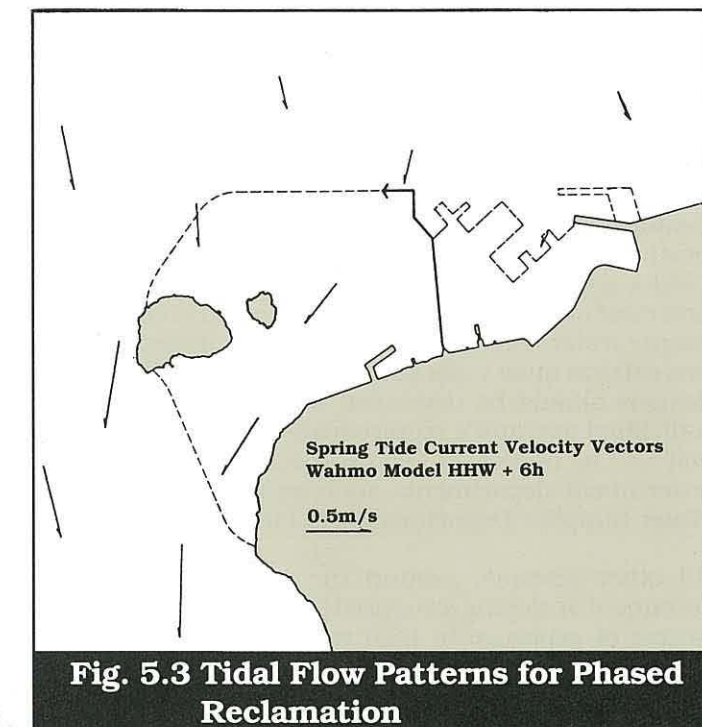 Spring Tide Current Velocity Vectors
Wahmo Model HHW + 6h
0.5m/s
Fig. 5.3 Tidal Flow Patterns for Phased
Reclamation